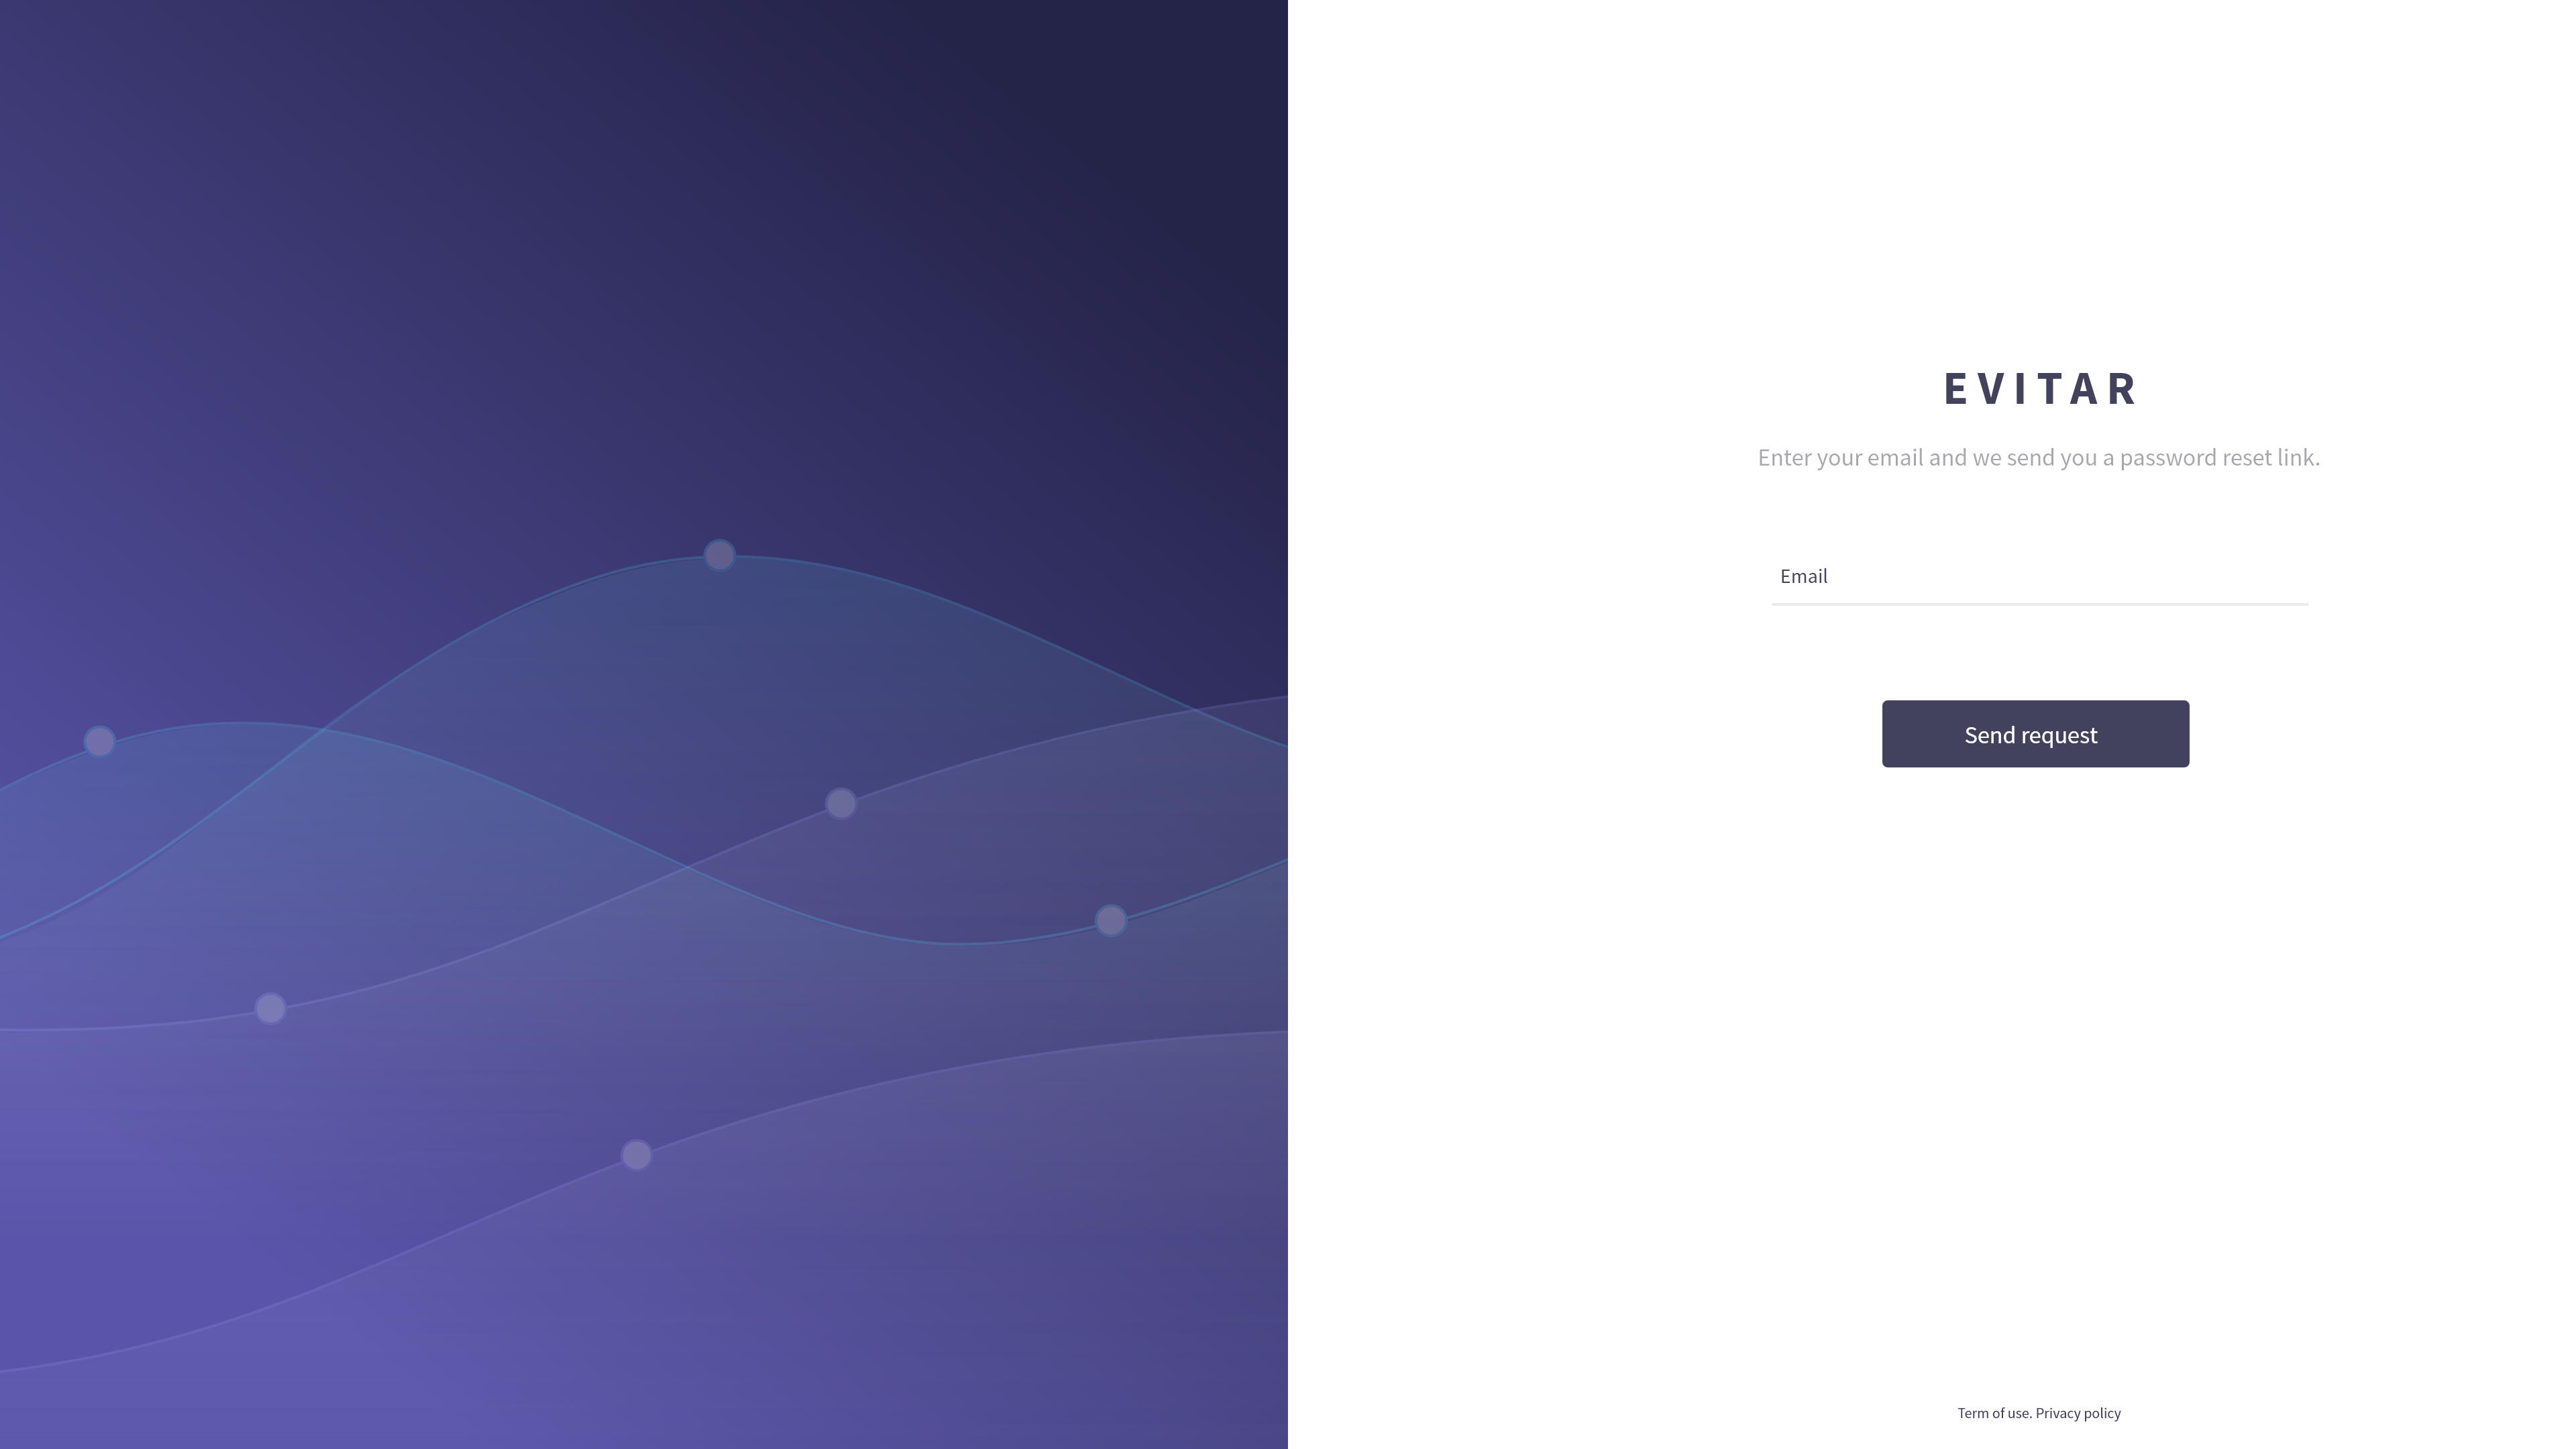 EVITAR
Enter your email and we send you a password reset link.
Email
Send request
Term of use. Privacy policy